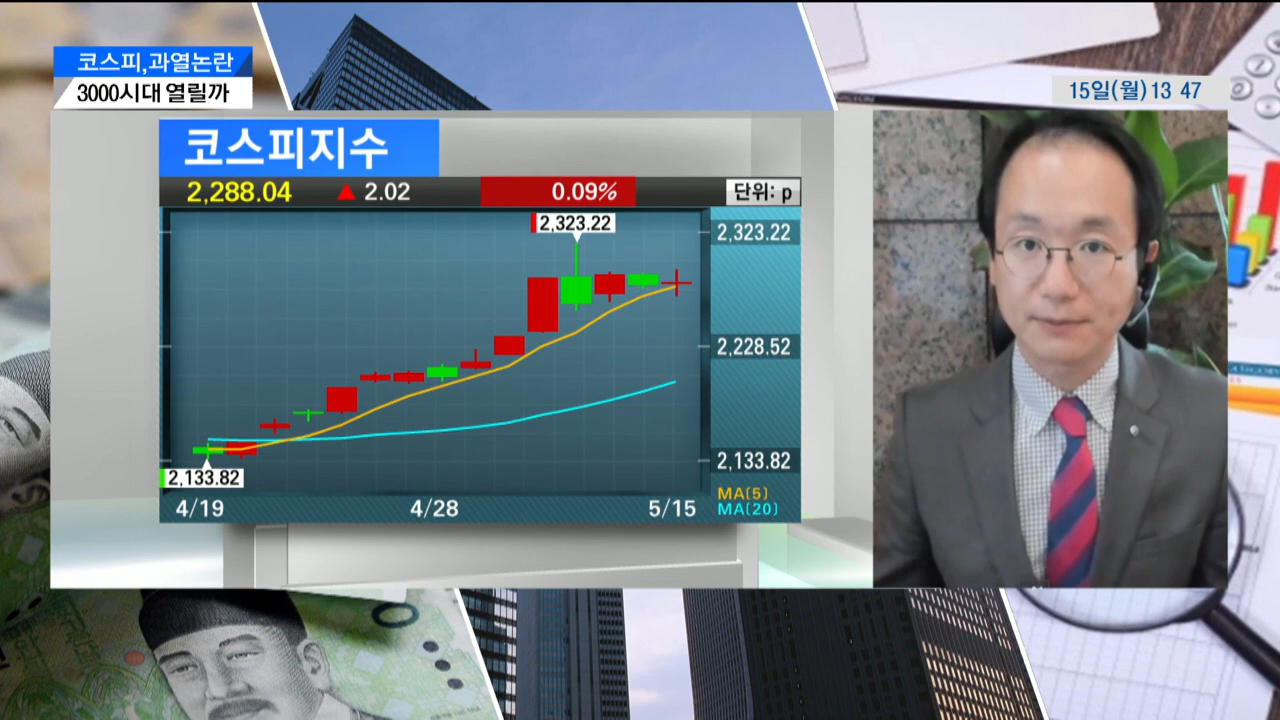 코스피,과열논란
3000시대 열릴까
15일(월) 13 47
코스피지수
2,288.04 ▲ 2.02 0.09% 단위: p
2,323.22
2,323.22
2,228.52
2,133.82
2,133.82
MA(5)
MA(20)
4/19 4/28 5/15